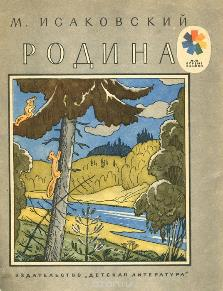 М. ИСАКОВСКИЙ
РОДИНА
ИЗДАТЕЛЬСТВО „ДЕТСКАЯ ЛИТЕРАТУРА"